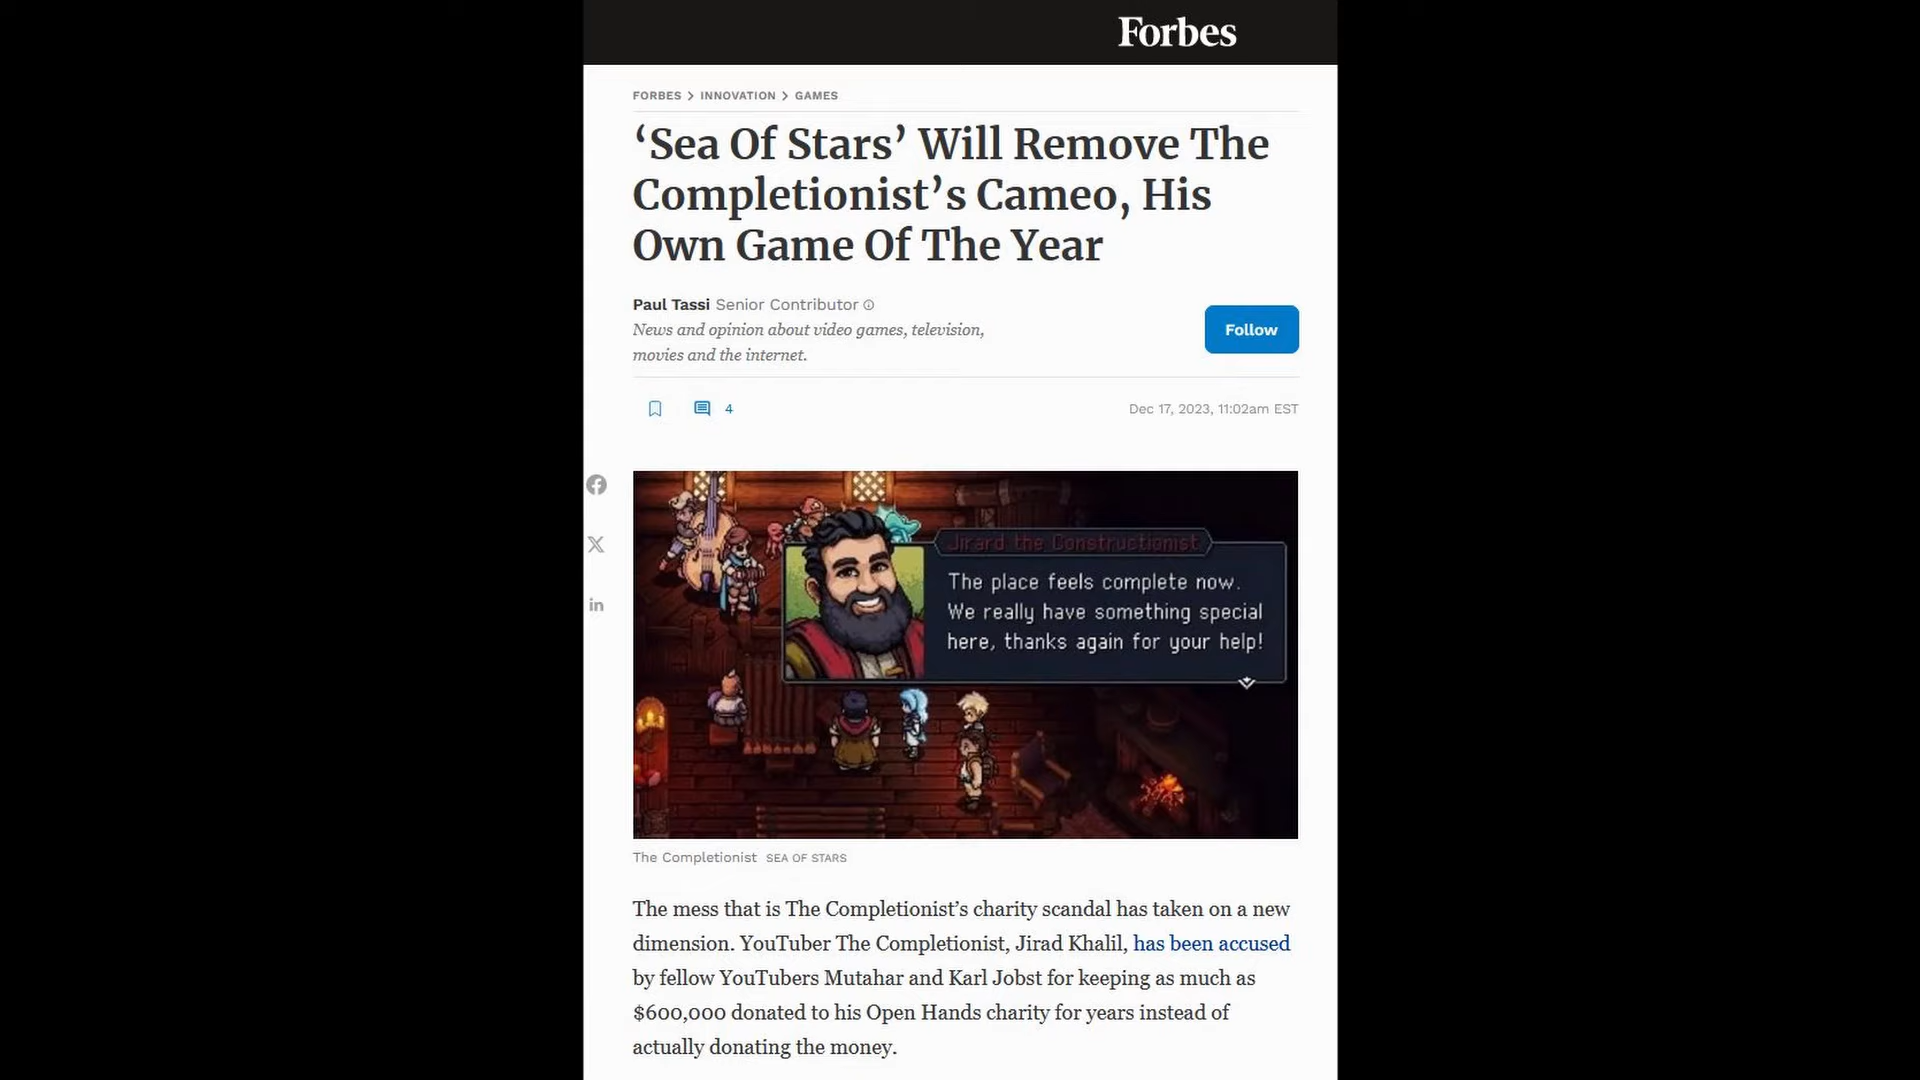 Forbes
FORBES > INNOVATION > GAMES
‘Sea Of Stars’ Will Remove The
Completionist’s Cameo, His
Own Game Of The Year
Paul Tassi Senior Contributor
News and opinion about video games, television,
movies and the internet.
Follow
4
Dec 17, 2023, 11:02am EST
Jirard the Constructionist
The place feels complete now.
We really have something special
here, thanks again for your help!
The Completionist SEA OF STARS
The mess that is The Completionist’s charity scandal has taken on a new
dimension. YouTuber The Completionist, Jirad Khalil, has been accused
by fellow YouTubers Mutahar and Karl Jobst for keeping as much as
$600,000 donated to his Open Hands charity for years instead of
actually donating the money.